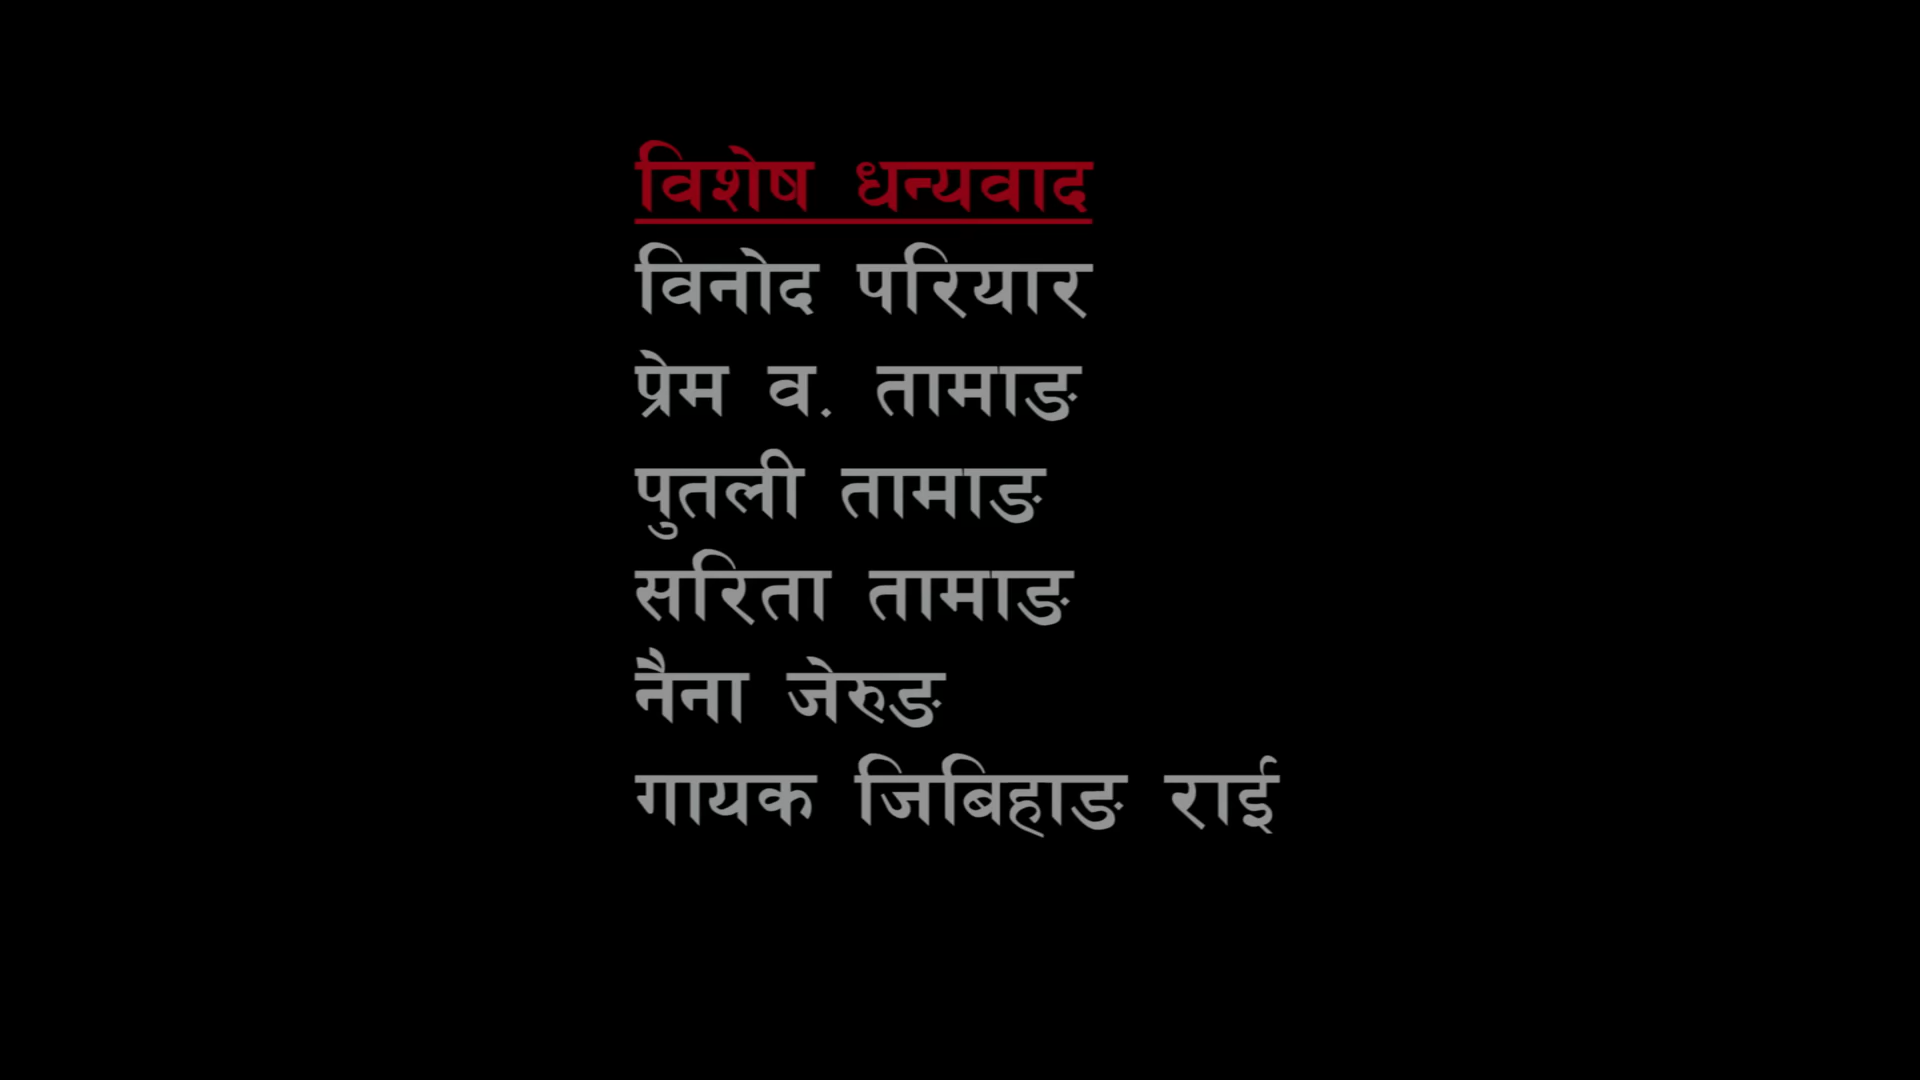 विशेष धन्यवाद
विनोद परियार
प्रेम व. तामाङ
पुतली तामाङ
सरिता तामाङ
नैना जेरुङ
गायक जिबिहाङ राई